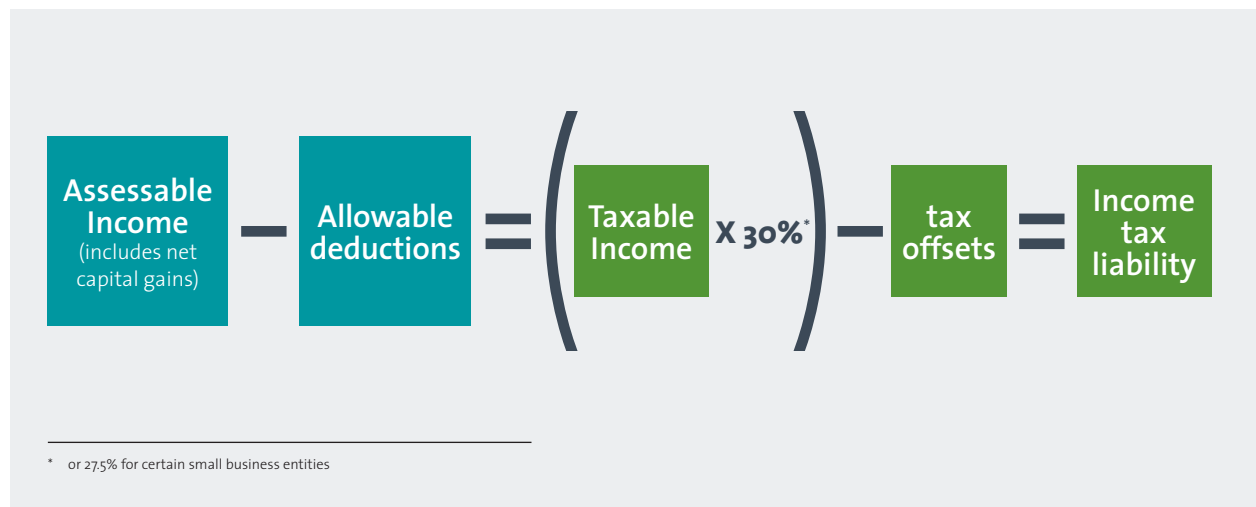 Assessable
Income
(includes net
capital gains)
Allowable
deductions
Taxable
Income
X 30%*
tax
offsets
Income
tax
liability
* or 27.5% for certain small business entities